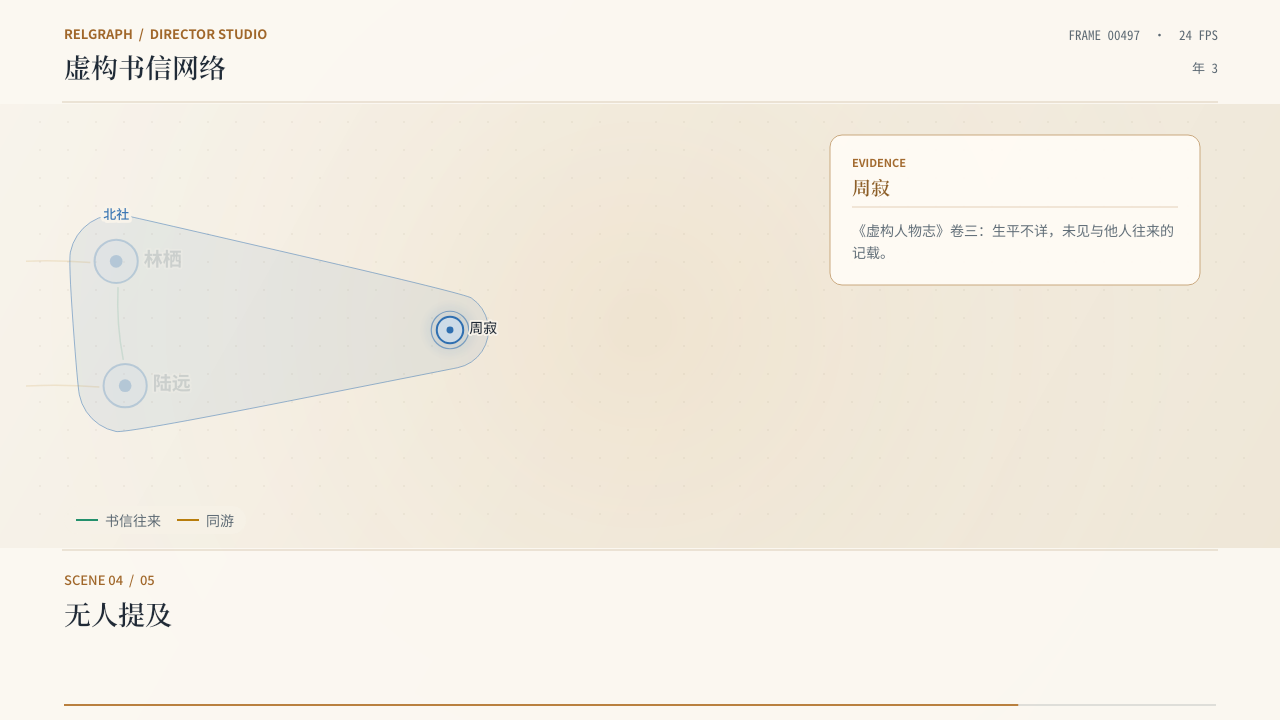 RELGRAPH / DIRECTOR STUDIO
虚构书信网络
FRAME 00497 • 24 FPS
年 3
EVIDENCE
周寂
《虚构人物志》卷三：生平不详，未见与他人往来的
记载。
北社
林栖
周寂
陆远
书信往来
同游
SCENE 04 / 05
无人提及